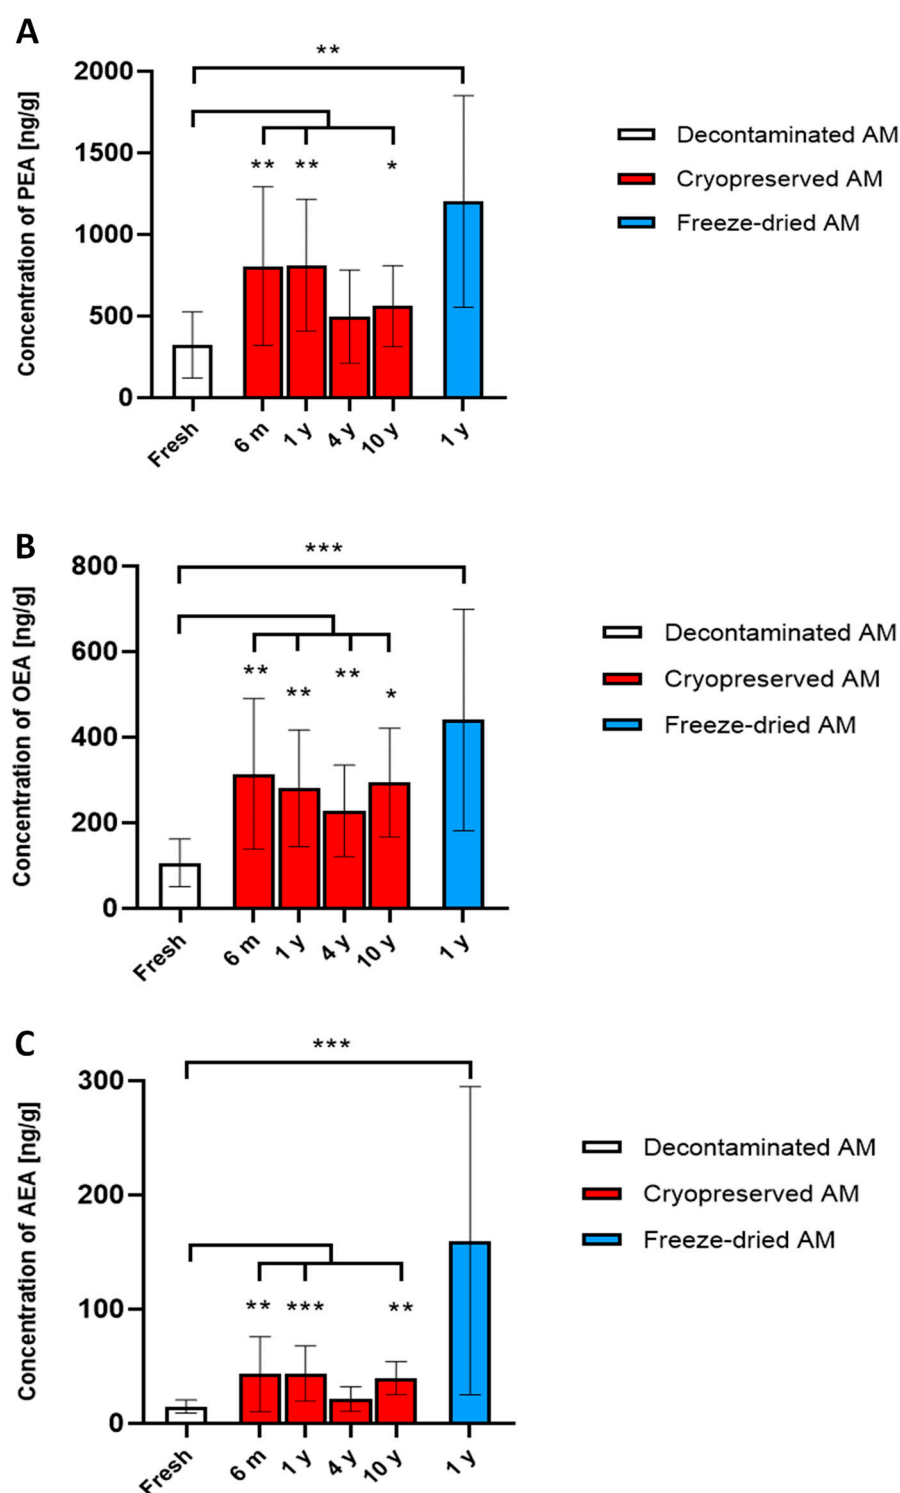 A
**
2000
1500
1000
500
0
Concentration of PEA [ng/g]
** ** *
Fresh 6 m 1 y 4 y 10 y 1 y
Decontaminated AM
Cryopreserved AM
Freeze-dried AM
B
***
800
600
400
200
0
Concentration of OEA [ng/g]
** ** ** *
Fresh 6 m 1 y 4 y 10 y 1 y
Decontaminated AM
Cryopreserved AM
Freeze-dried AM
C
***
300
200
100
0
Concentration of AEA [ng/g]
** *** **
Fresh 6 m 1 y 4 y 10 y 1 y
Decontaminated AM
Cryopreserved AM
Freeze-dried AM